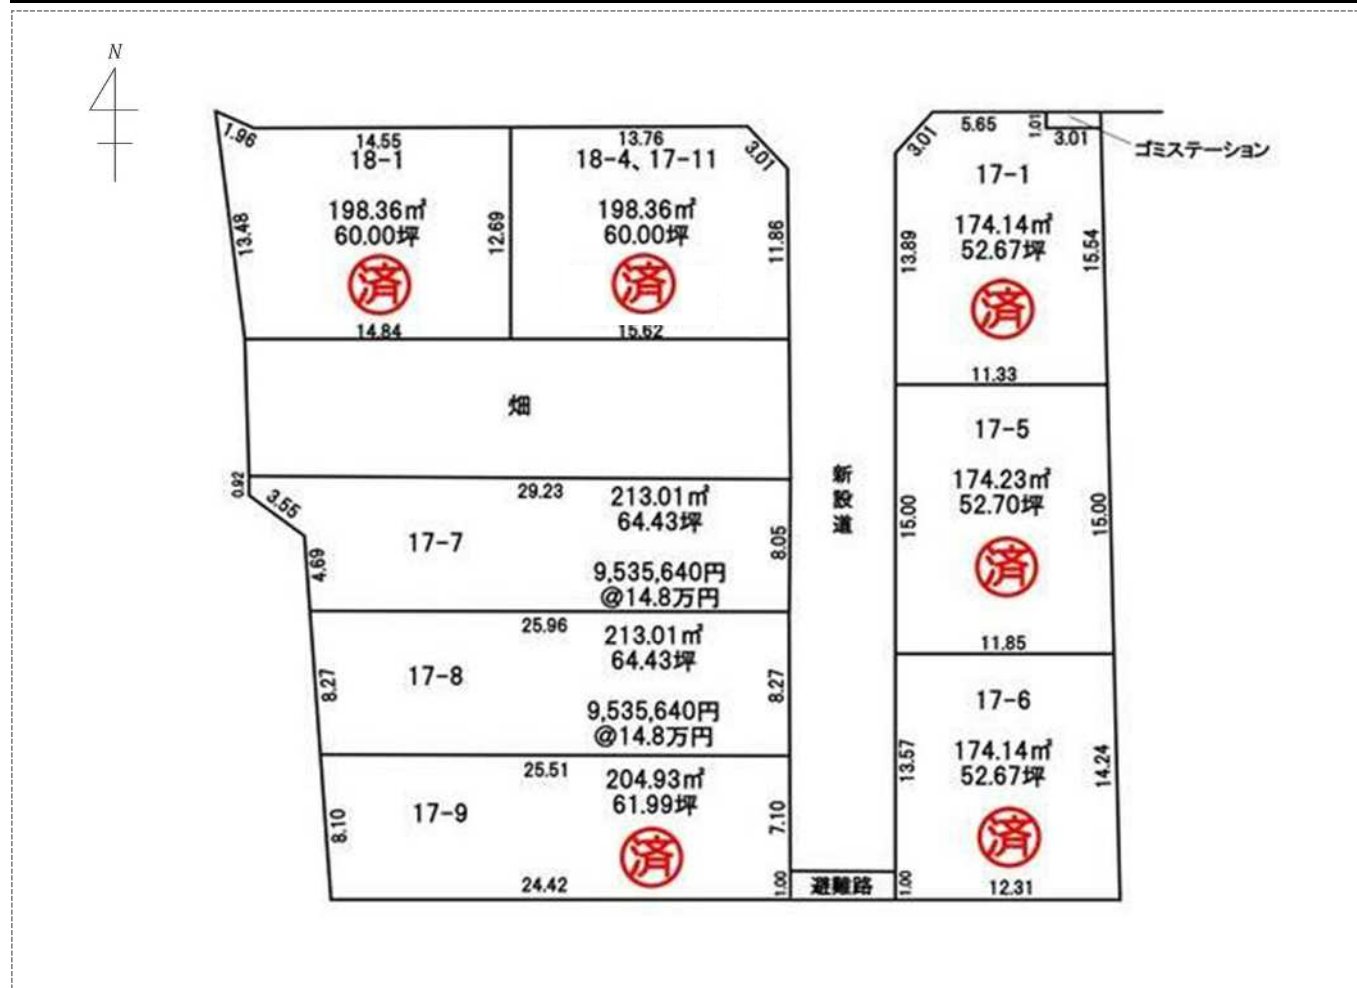 N
1.96
14.55
18-1
198.36㎡
60.00坪
済
13.48
12.69
14.84
13.76
18-4、17-11
3.01
198.36㎡
60.00坪
済
11.86
15.62
3.01
5.65
1.01
3.01
ゴミステーション
17-1
174.14㎡
52.67坪
済
13.89
15.54
11.33
畑
新設道
17-5
174.23㎡
52.70坪
済
15.00
15.00
11.85
0.92
3.55
4.69
29.23
17-7
213.01㎡
64.43坪
9,535,640円
@14.8万円
8.05
25.96
17-8
213.01㎡
64.43坪
9,535,640円
@14.8万円
8.27
8.27
25.51
17-9
204.93㎡
61.99坪
済
8.10
7.10
24.42
1.00
避難路
1.00
17-6
174.14㎡
52.67坪
済
13.57
14.24
12.31